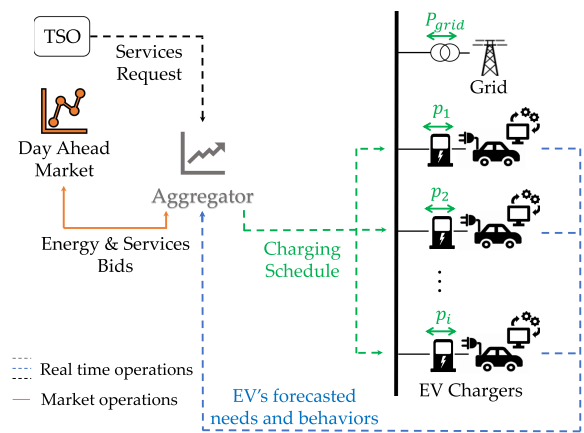 TSO
Services
Request
P_grid
Grid
Day Ahead
Market
Aggregator
p_1
p_2
Energy & Services
Bids
Charging
Schedule
p_i
Real time operations
Market operations
EV's forecasted
needs and behaviors
EV Chargers